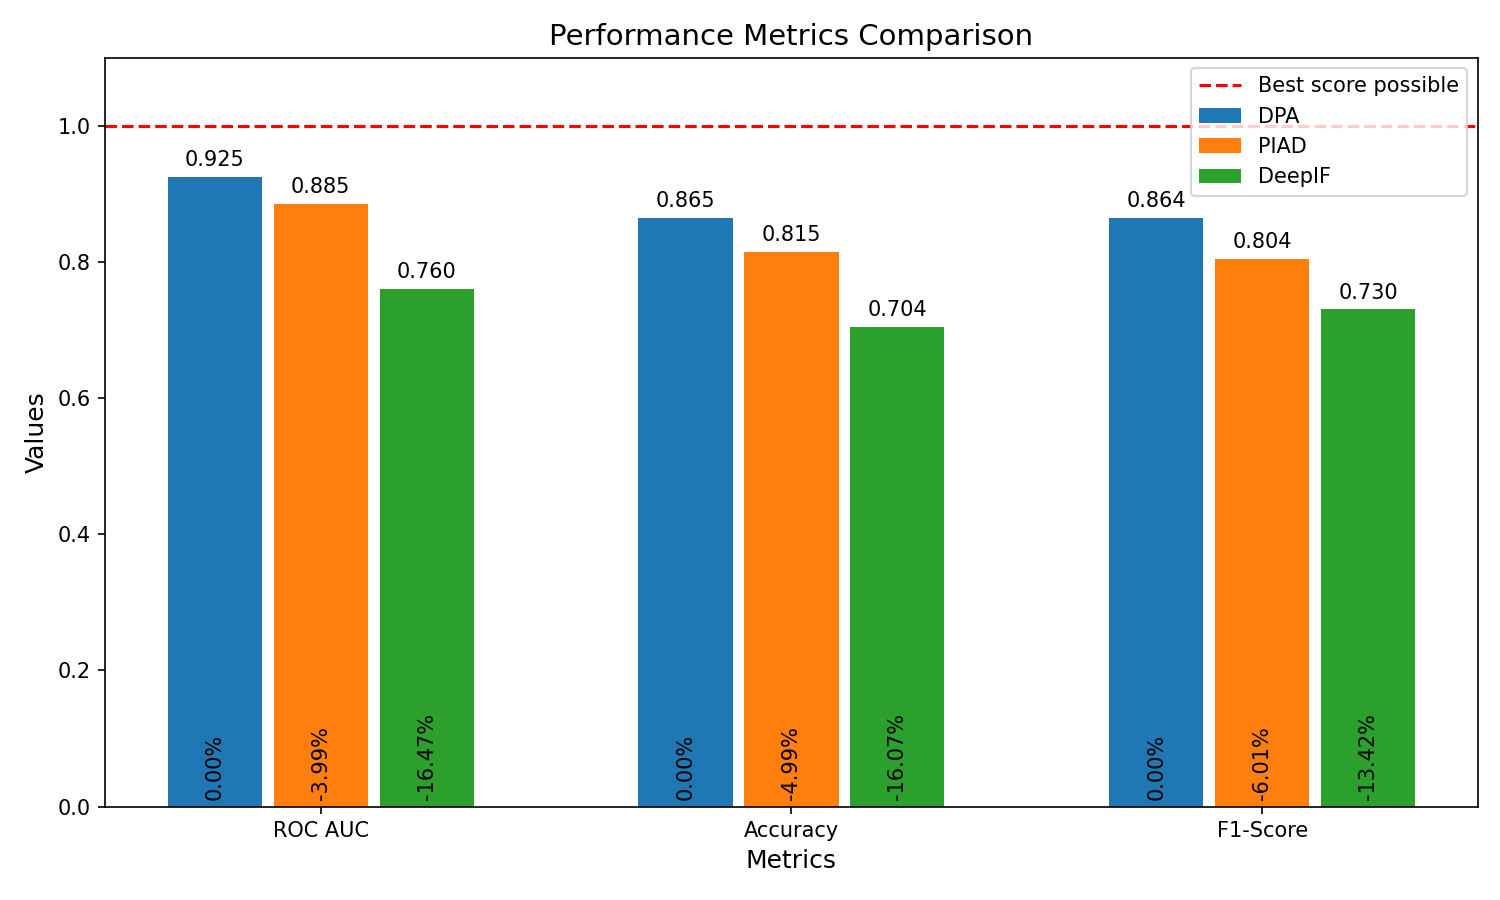 Performance Metrics Comparison
Best score possible
DPA
PIAD
DeepIF
Values
1.0
0.8
0.6
0.4
0.2
0.0
0.925
0.885
0.760
0.865
0.815
0.704
0.864
0.804
0.730
0.00%
-3.99%
-16.47%
0.00%
-4.99%
-16.07%
0.00%
-6.01%
-13.42%
ROC AUC
Accuracy
F1-Score
Metrics